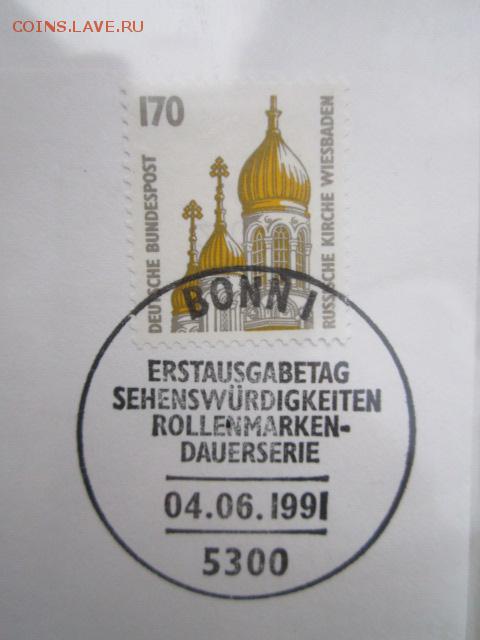 COINS.LAVE.RU
170
DEUTSCHE BUNDESPOST
RUSSISCHE KIRCHE WIESBADEN
BONN 1
ERSTAUSGABETAG
SEHENSWÜRDIGKEITEN
ROLLENMARKEN-
DAUERSERIE
04.06.1991
5300